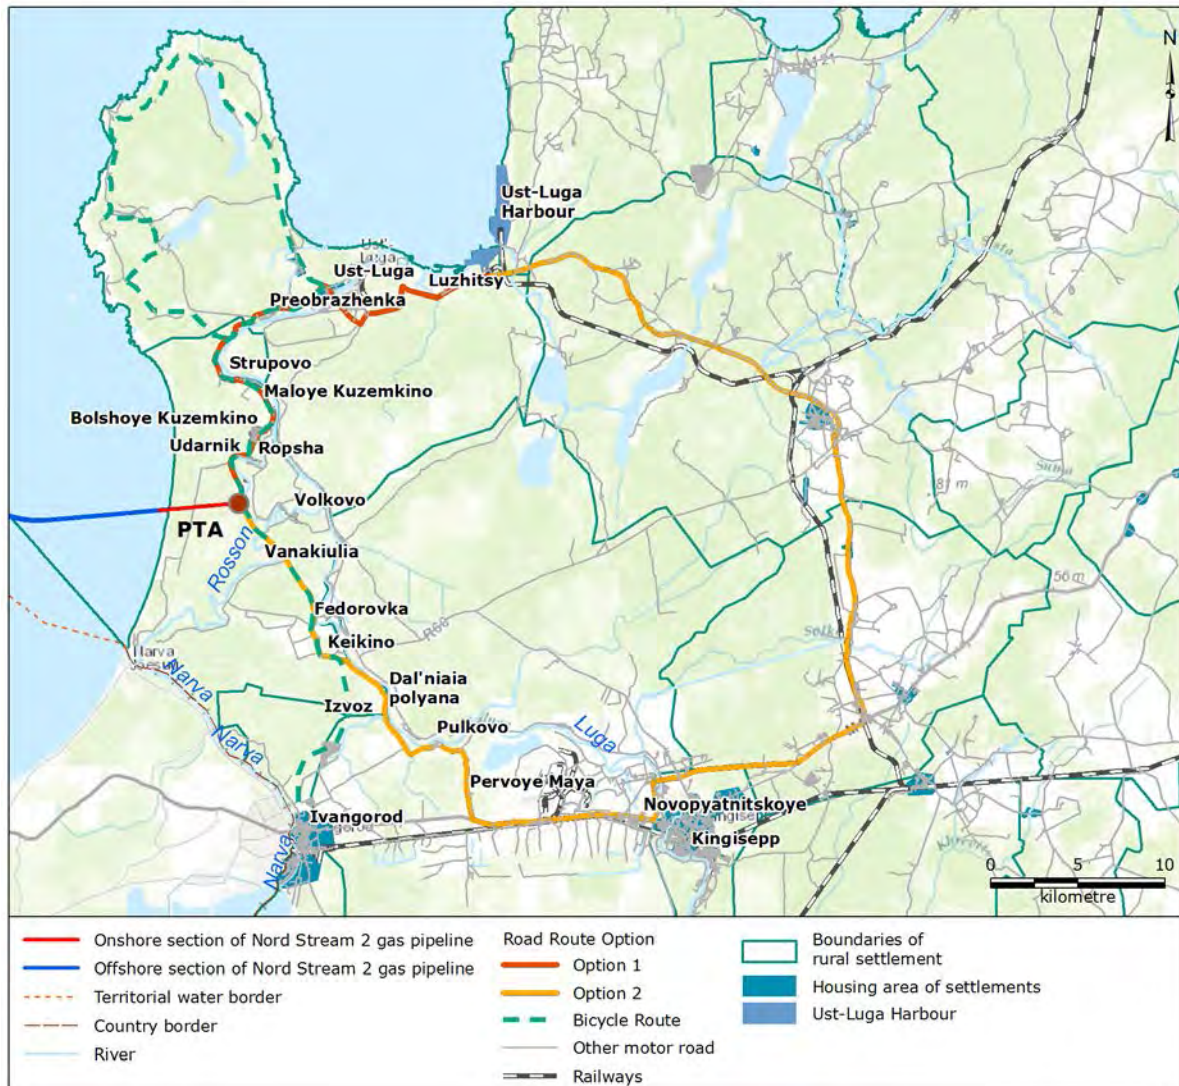 N
Ust-Luga
Harbour
Ust-Luga
Luzhitsy
Preobrazhenka
Strupovo
Maloye Kuzemkino
Bolshoye Kuzemkino
Udarnik
Ropsha
Volkovo
PTA
Rosson
Vanakiulia
81 m
56 m
Fedorovka
R60
Keikino
Narva
Dal'niaia
polyana
Izvoz
Narva
Pulkovo
Luga
Pervoye Maya
Novopyatnitskoye
Ivangorod
Kingisepp
Narva
0 5 10
kilometre
Onshore section of Nord Stream 2 gas pipeline
Offshore section of Nord Stream 2 gas pipeline
Territorial water border
Country border
River
Road Route Option
Option 1
Option 2
Bicycle Route
Other motor road
Railways
Boundaries of
rural settlement
Housing area of settlements
Ust-Luga Harbour